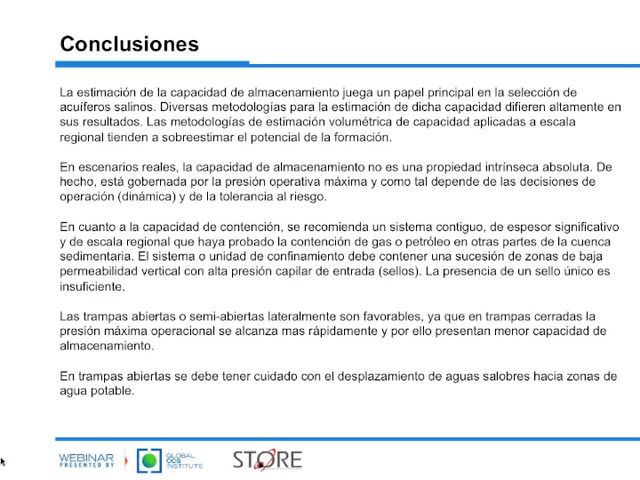 Conclusiones
La estimación de la capacidad de almacenamiento juega un papel principal en la selección de
acuíferos salinos. Diversas metodologías para la estimación de dicha capacidad difieren altamente en
sus resultados. Las metodologías de estimación volumétrica de capacidad aplicadas a escala
regional tienden a sobreestimar el potencial de la formación.
En escenarios reales, la capacidad de almacenamiento no es una propiedad intrínseca absoluta. De
hecho, está gobernada por la presión operativa máxima y como tal depende de las decisiones de
operación (dinámica) y de la tolerancia al riesgo.
En cuanto a la capacidad de contención, se recomienda un sistema contiguo, de espesor significativo
y de escala regional que haya probado la contención de gas o petróleo en otras partes de la cuenca
sedimentaria. El sistema o unidad de confinamiento debe contener una sucesión de zonas de baja
permeabilidad vertical con alta presión capilar de entrada (sellos). La presencia de un sello único es
insuficiente.
Las trampas abiertas o semi-abiertas lateralmente son favorables, ya que en trampas cerradas la
presión máxima operacional se alcanza mas rápidamente y por ello presentan menor capacidad de
almacenamiento.
En trampas abiertas se debe tener cuidado con el desplazamiento de aguas salobres hacia zonas de
agua potable.
WEBINAR
PRESENTED BY
GLOBAL
CCS
INSTITUTE
STORE